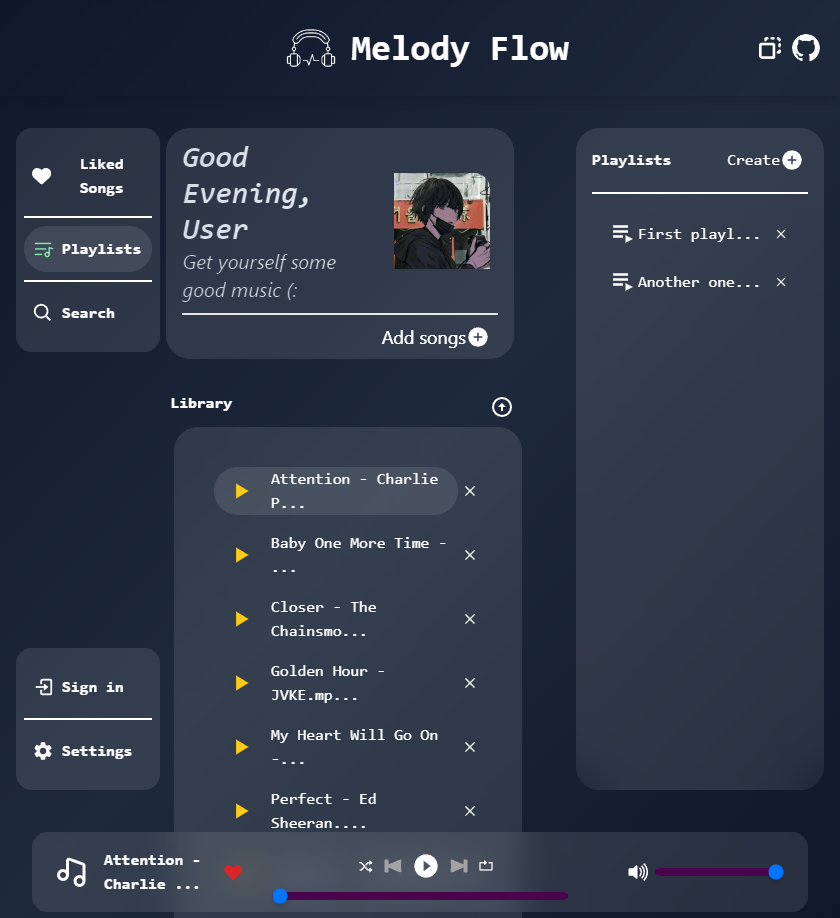 Melody Flow
Liked
Songs
Playlists
Search
Good
Evening,
User
Get yourself some
good music (:
Add songs
Library
Attention - Charlie
P...
Baby One More Time -
...
Closer - The
Chainsmo...
Golden Hour -
JVKE.mp...
My Heart Will Go On
-...
Perfect - Ed
Sheeran....
Playlists
Create
First playl...
Another one...
Sign in
Settings
Attention -
Charlie ...